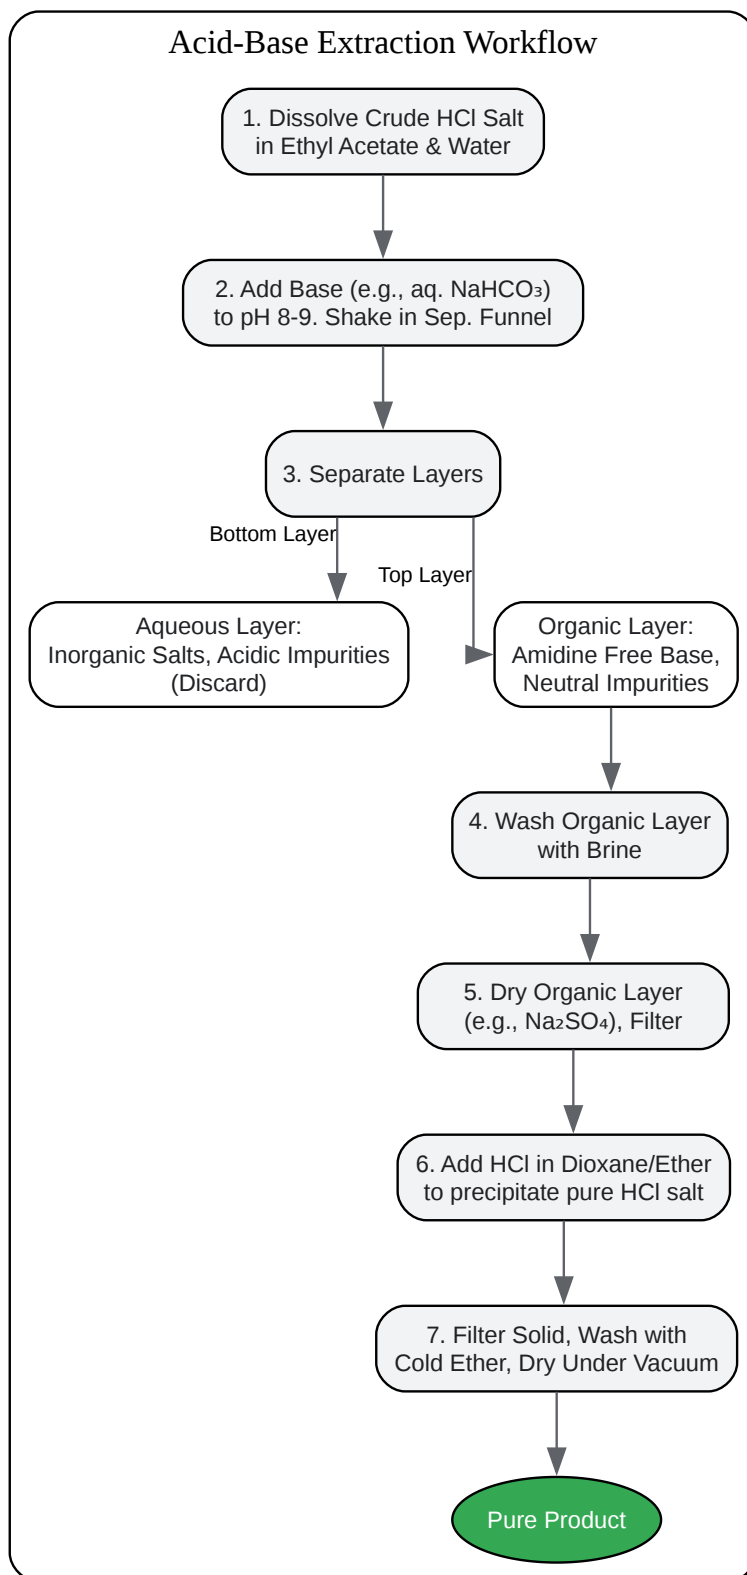 Acid-Base Extraction Workflow
1. Dissolve Crude HCl Salt
in Ethyl Acetate & Water
2. Add Base (e.g., aq. NaHCO₃)
to pH 8-9. Shake in Sep. Funnel
3. Separate Layers
Bottom Layer
Top Layer
Aqueous Layer:
Inorganic Salts, Acidic Impurities
(Discard)
Organic Layer:
Amidine Free Base,
Neutral Impurities
4. Wash Organic Layer
with Brine
5. Dry Organic Layer
(e.g., Na₂SO₄), Filter
6. Add HCl in Dioxane/Ether
to precipitate pure HCl salt
7. Filter Solid, Wash with
Cold Ether, Dry Under Vacuum
Pure Product